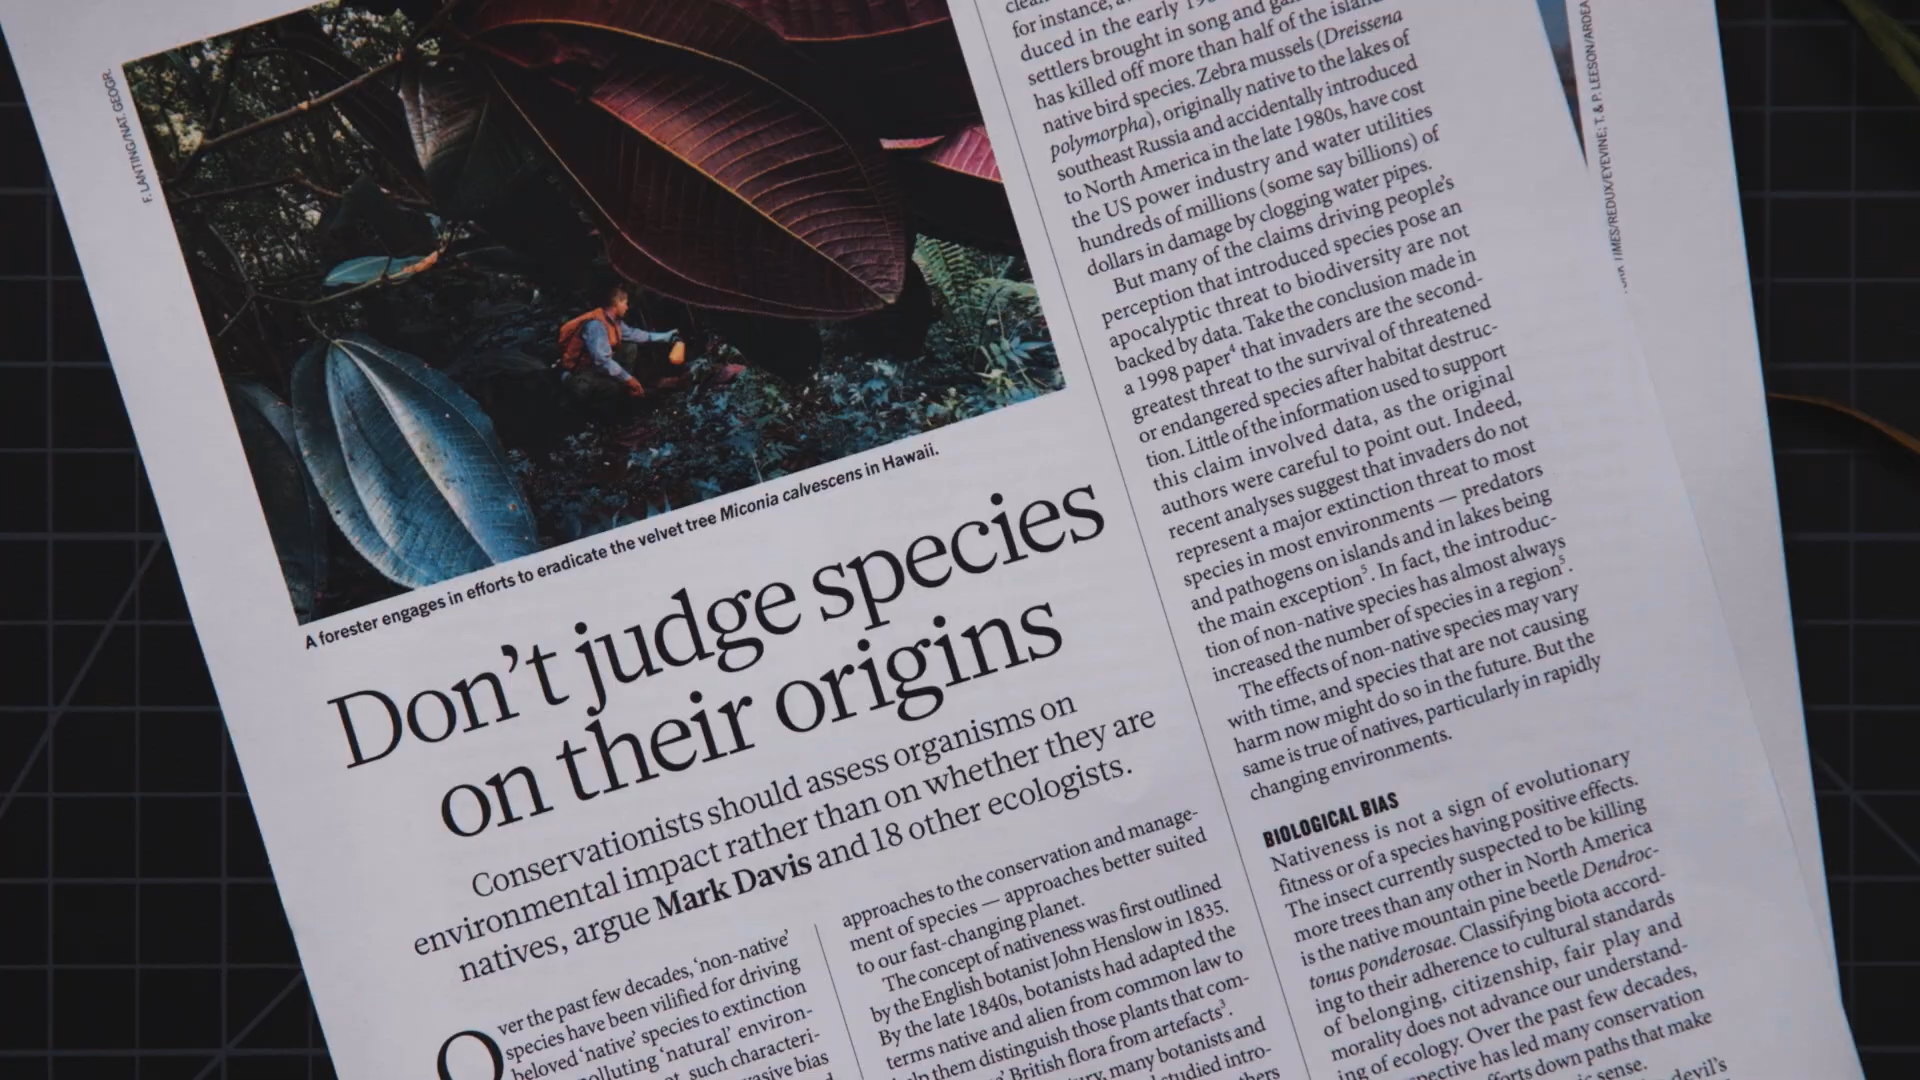 F. LANTING/NAT. GEOGR.
A forester engages in efforts to eradicate the velvet tree Miconia calvescens in Hawaii.
Don't judge species
on their origins
Conservationists should assess organisms on
environmental impact rather than on whether they are
natives, argue Mark Davis and 18 other ecologists.
Over the past few decades, ‘non-native’
species have been vilified for driving
beloved ‘native’ species to extinction
polluting ‘natural’ environ-
such characteri-
bias
approaches to the conservation and manage-
ment of species — approaches better suited
to our fast-changing planet.
The concept of nativeness was first outlined
by the English botanist John Henslow in 1835.
By the late 1840s, botanists had adapted the
terms native and alien from common law to
help them distinguish those plants that com-
British flora from artefacts³.
many botanists and
studied intro-
for instance,
duced in the early
settlers brought in song and
has killed off more than half of the
native bird species. Zebra mussels (Dreissena
polymorpha), originally native to the lakes of
southeast Russia and accidentally introduced
to North America in the late 1980s, have cost
the US power industry and water utilities
hundreds of millions (some say billions) of
dollars in damage by clogging water pipes.
But many of the claims driving people's
perception that introduced species pose an
apocalyptic threat to biodiversity are not
backed by data. Take the conclusion made in
a 1998 paper⁴ that invaders are the second-
greatest threat to the survival of threatened
or endangered species after habitat destruc-
tion. Little of the information used to support
this claim involved data, as the original
authors were careful to point out. Indeed,
recent analyses suggest that invaders do not
represent a major extinction threat to most
species in most environments — predators
and pathogens on islands and in lakes being
the main exception⁵. In fact, the introduc-
tion of non-native species has almost always
increased the number of species in a region⁵.
The effects of non-native species may vary
with time, and species that are not causing
harm now might do so in the future. But the
same is true of natives, particularly in rapidly
changing environments.
BIOLOGICAL BIAS
Nativeness is not a sign of evolutionary
fitness or of a species having positive effects.
The insect currently suspected to be killing
more trees than any other in North America
is the native mountain pine beetle Dendroc-
tonus ponderosae. Classifying biota accord-
ing to their adherence to cultural standards
of belonging, citizenship, fair play and
morality does not advance our understand-
ing of ecology. Over the past few decades,
has led many conservation
down paths that make
sense.
devil's
TIMES/REDUX/EYEVINE; T. & P. LEESON/ARDEA